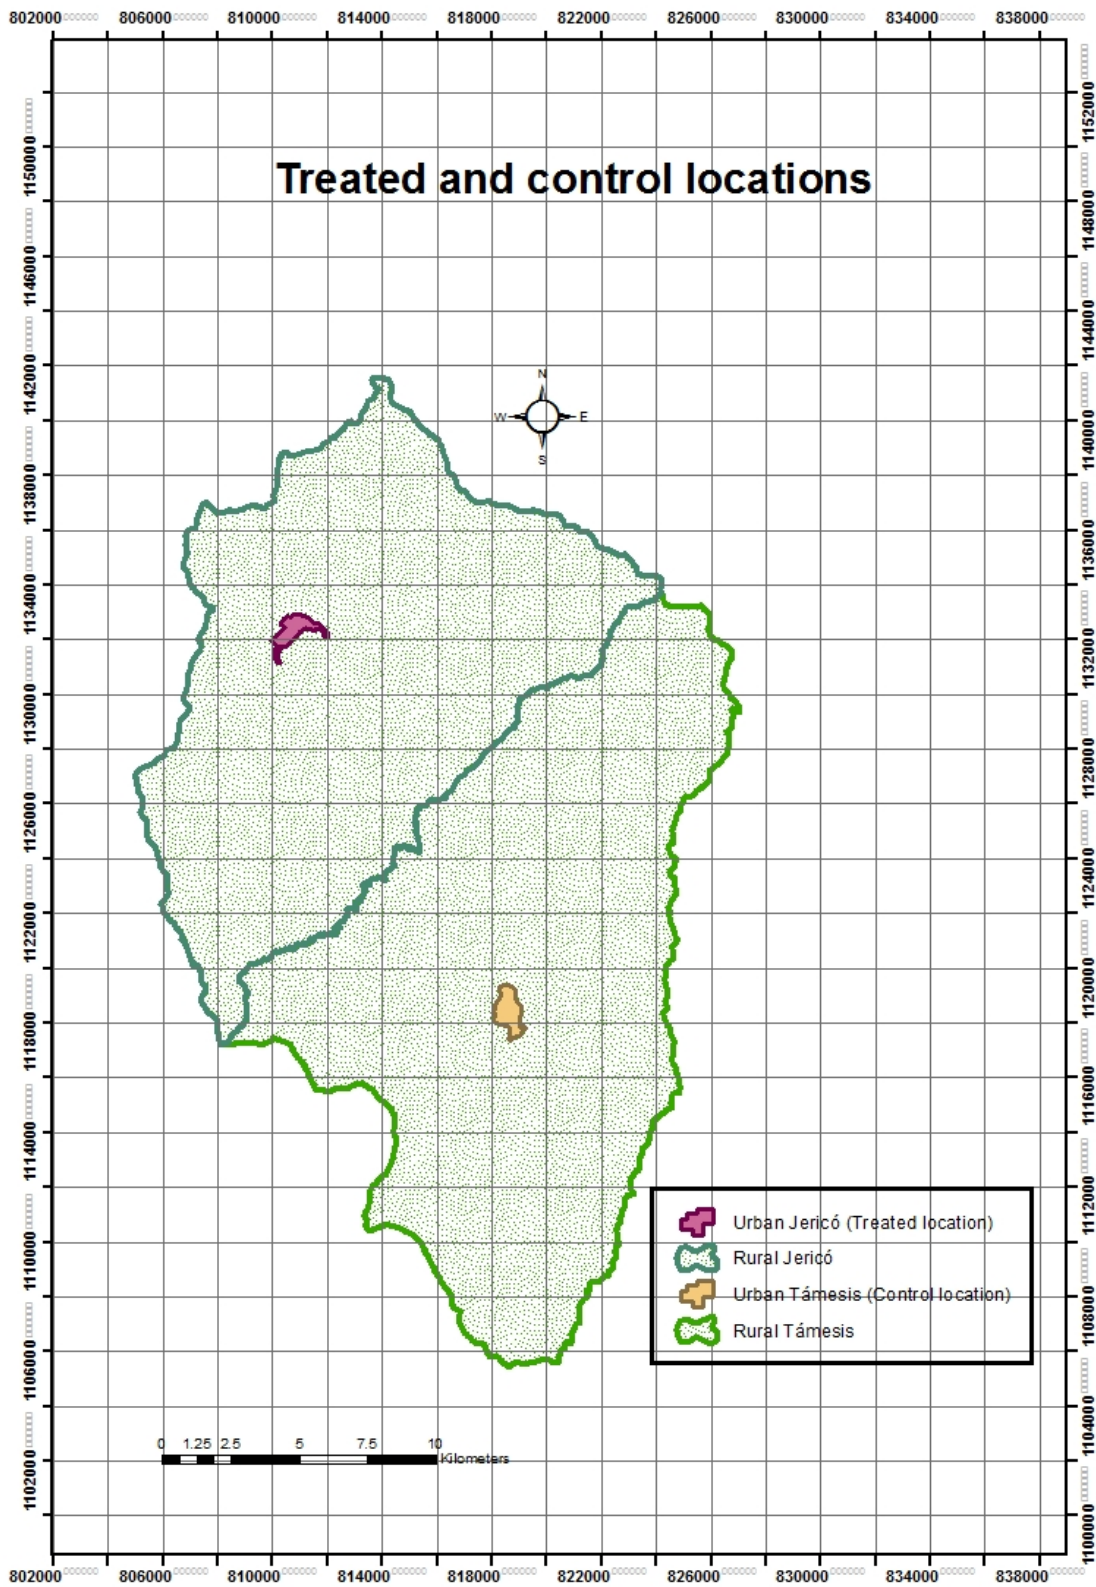 802000 806000 810000 814000 818000 822000 826000 830000 834000 838000
1152000
1150000
1148000
Treated and control locations
1146000
1144000
1142000
N
W E
S
1140000
1138000
1136000
1134000
1132000
1130000
1128000
1126000
1124000
1122000
1120000
1118000
1116000
1114000
1112000
Urban Jericó (Treated location)
Rural Jericó
1110000
Urban Támesis (Control location)
1108000
Rural Támesis
1106000
1104000
0 1.25 2.5 5 7.5 10
Kilometers
1102000
1100000
802000 806000 810000 814000 818000 822000 826000 830000 834000 838000